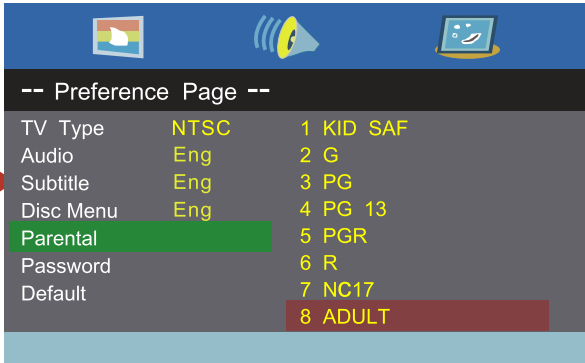 -- Preference Page --
TV Type NTSC
Audio Eng
Subtitle Eng
Disc Menu Eng
Parental
Password
Default
1 KID SAF
2 G
3 PG
4 PG 13
5 PGR
6 R
7 NC17
8 ADULT